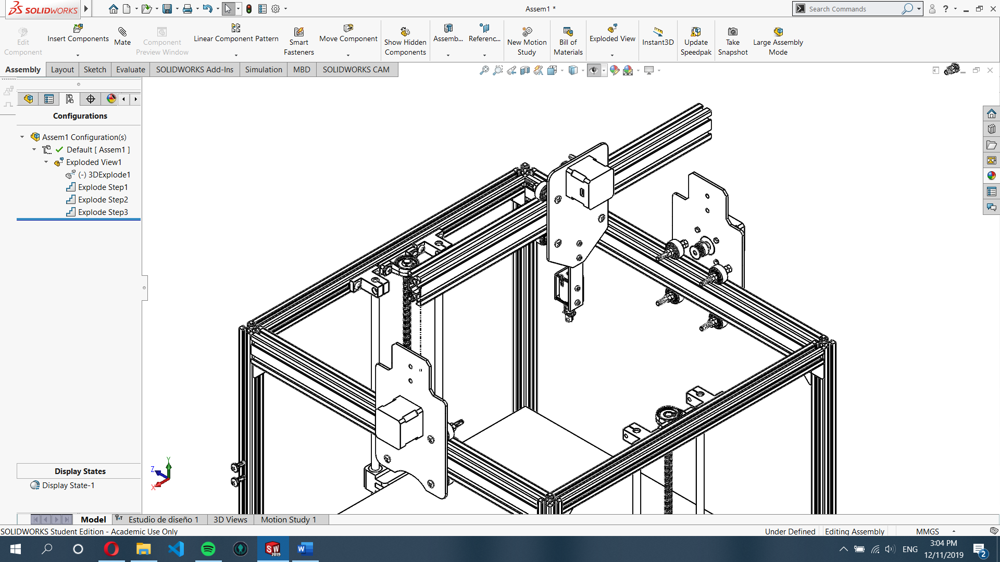 SOLIDWORKS
Assem1 *
Search Commands
Edit Component
Insert Components
Mate
Component Preview Window
Linear Component Pattern
Smart Fasteners
Move Component
Show Hidden Components
Assemb...
Referenc...
New Motion Study
Bill of Materials
Exploded View
Instant3D
Update Speedpak
Take Snapshot
Large Assembly Mode
Assembly
Layout
Sketch
Evaluate
SOLIDWORKS Add-Ins
Simulation
MBD
SOLIDWORKS CAM
Configurations
Assem1 Configuration(s)
Default [ Assem1 ]
Exploded View1
(-) 3DExplode1
Explode Step1
Explode Step2
Explode Step3
Display States
Display State-1
Y
Z
X
Model
Estudio de diseño 1
3D Views
Motion Study 1
SOLIDWORKS Student Edition - Academic Use Only
Under Defined
Editing Assembly
MMGS
SW
2019
W
ENG
3:04 PM
12/11/2019
2